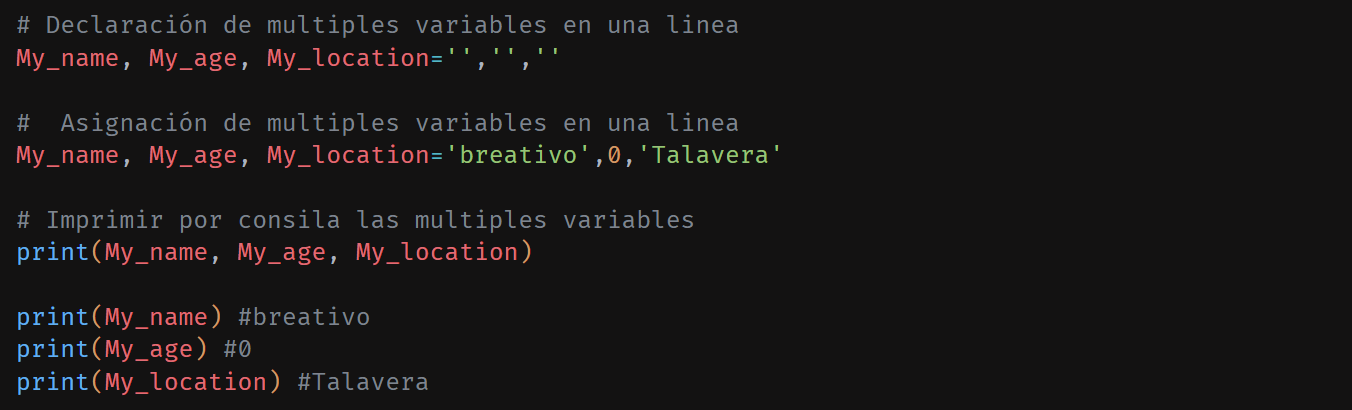 # Declaración de multiples variables en una linea
My_name, My_age, My_location='','',''
#  Asignación de multiples variables en una linea
My_name, My_age, My_location='breativo',0,'Talavera'
# Imprimir por consila las multiples variables
print(My_name, My_age, My_location)
print(My_name) #breativo
print(My_age) #0
print(My_location) #Talavera